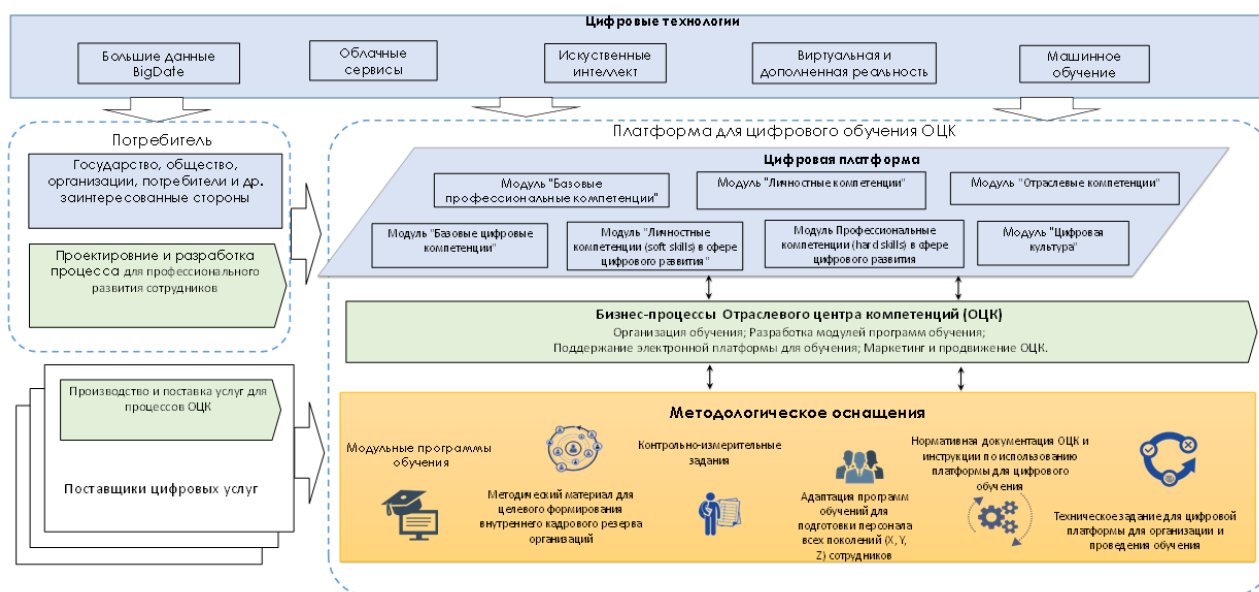 Цифровые технологии
Большие данные
BigDate
Облачные
сервисы
Искуственные
интеллект
Виртуальная и
дополненная реальность
Машинное
обучение
Потребитель
Государство, общество,
организации, потребители и др.
заинтересованные стороны
Проектировние и разработка
процесса для профессионального
развития сотрудников
Производство и поставка услуг для
процессов ОЦК
Поставщики цифровых услуг
Платформа для цифрового обучения ОЦК
Цифровая платформа
Модуль "Базовые
профессиональные компетенции"
Модуль "Личностные компетенции"
Модуль "Отраслевые компетенции"
Модуль "Базовые цифровые
компетенции"
Модуль "Личностные
компетенции (soft skills) в сфере
цифрового развития"
Модуль Профессиональные
компетенции (hard skills) в сфере
цифрового развития
Модуль "Цифровая
культура"
Бизнес-процессы Отраслевого центра компетенций (ОЦК)
Организация обучения; Разработка модулей программ обучения;
Поддержание электронной платформы для обучения; Маркетинг и продвижение ОЦК.
Методологическое оснащения
Модульные программы
обучения
Методический материал для
целевого формирования
внутреннего кадрового резерва
организаций
Контрольно-измерительные
задания
Адаптация программ
обучений для
подготовки персонала
всех поколений (X, Y,
Z) сотрудников
Нормативная документация ОЦК и
инструкции по использованию
платформы для цифрового
обучения
Техническое задание для цифровой
платформы для организации и
проведения обучения